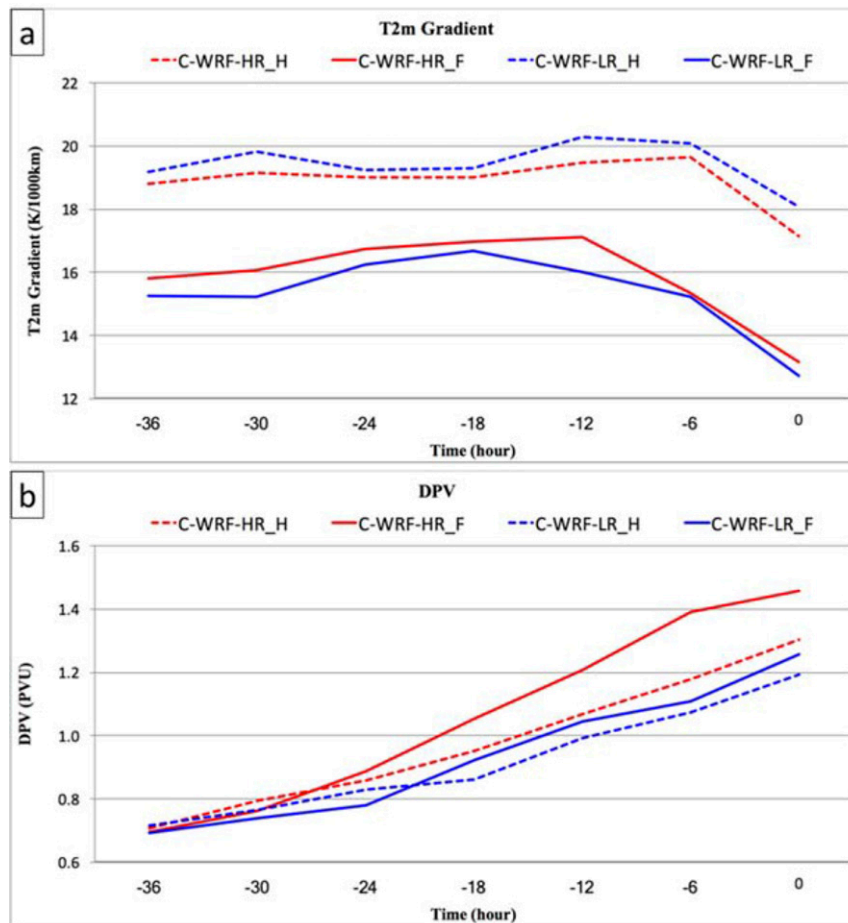 a
T2m Gradient
C-WRF-HR_H C-WRF-HR_F C-WRF-LR_H C-WRF-LR_F
22
20
18
16
14
12
T2m Gradient (K/1000km)
-36 -30 -24 -18 -12 -6 0
Time (hour)
b
DPV
C-WRF-HR_H C-WRF-HR_F C-WRF-LR_H C-WRF-LR_F
1.6
1.4
1.2
1.0
0.8
0.6
DPV (PVU)
-36 -30 -24 -18 -12 -6 0
Time (hour)